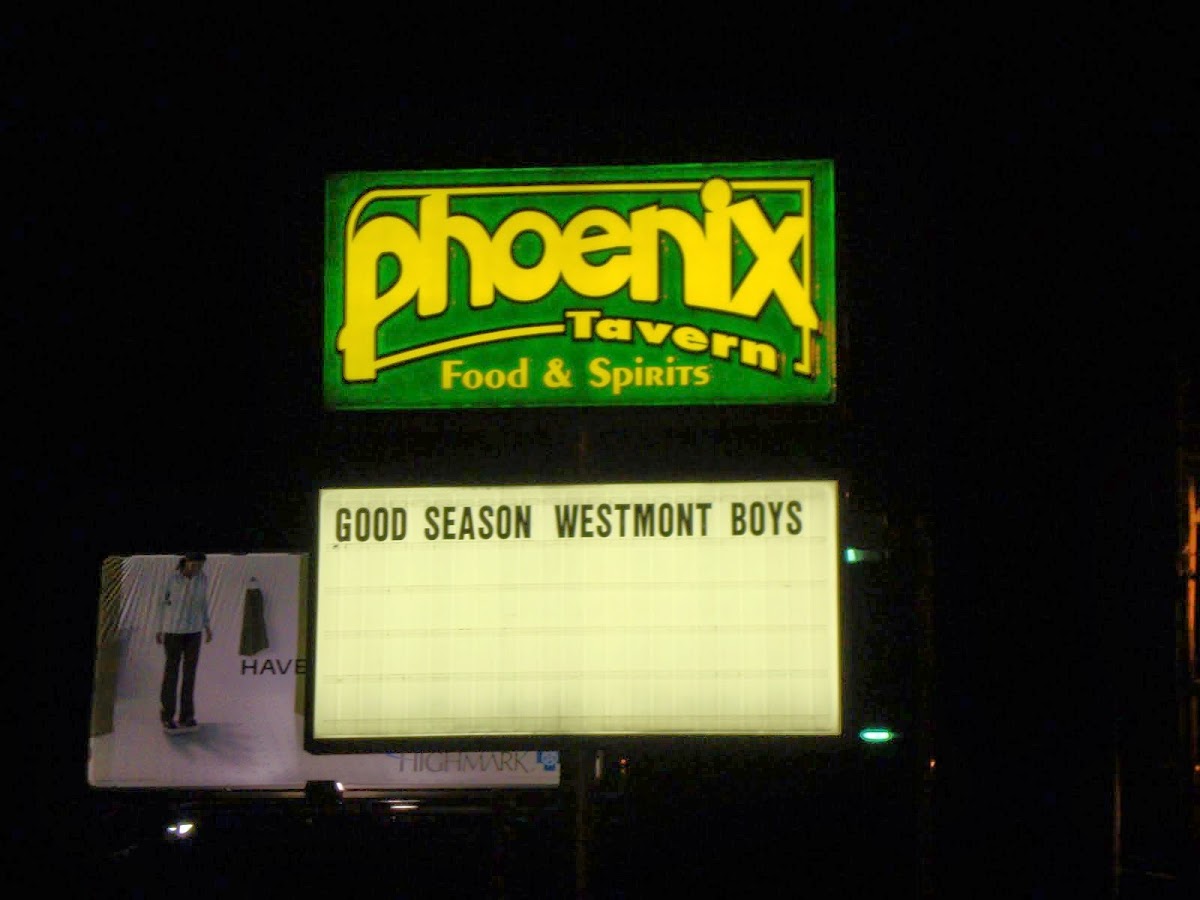 phoenix
Tavern
Food & Spirits
GOOD SEASON WESTMONT BOYS
HAVE
HIGHMARK